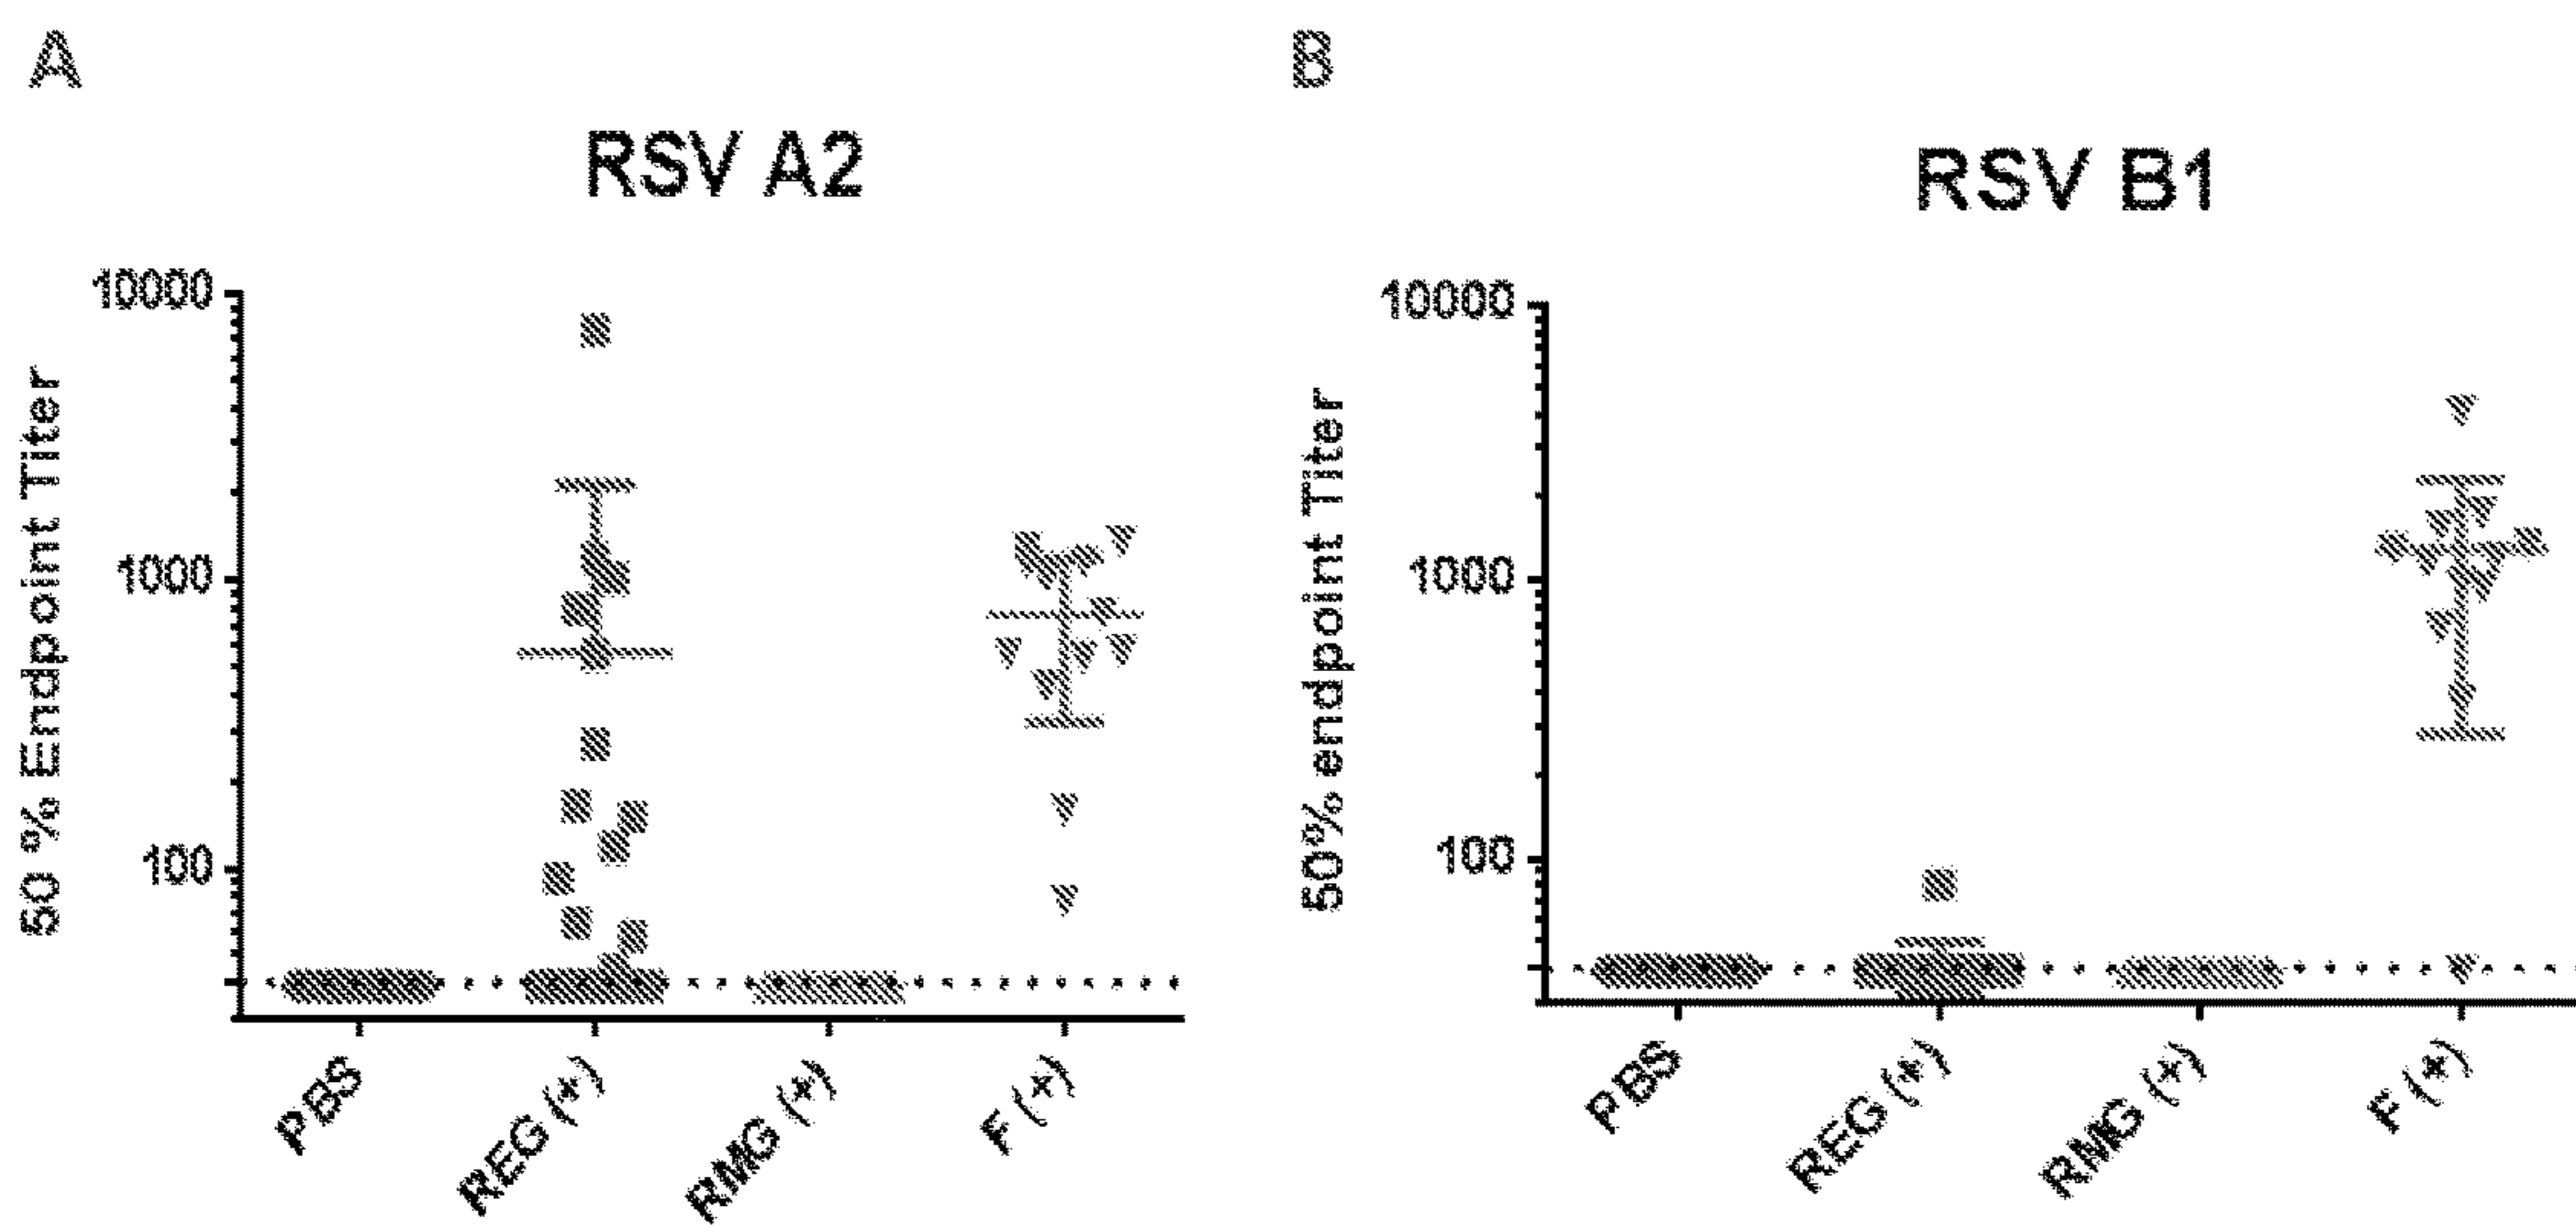 A
RSV A2
50 % Endpoint Titer
10000
1000
100
PBS
REG (+)
RMG (+)
F (+)
B
RSV B1
50% endpoint Titer
10000
1000
100
PBS
REG (+)
RMG (+)
F (+)